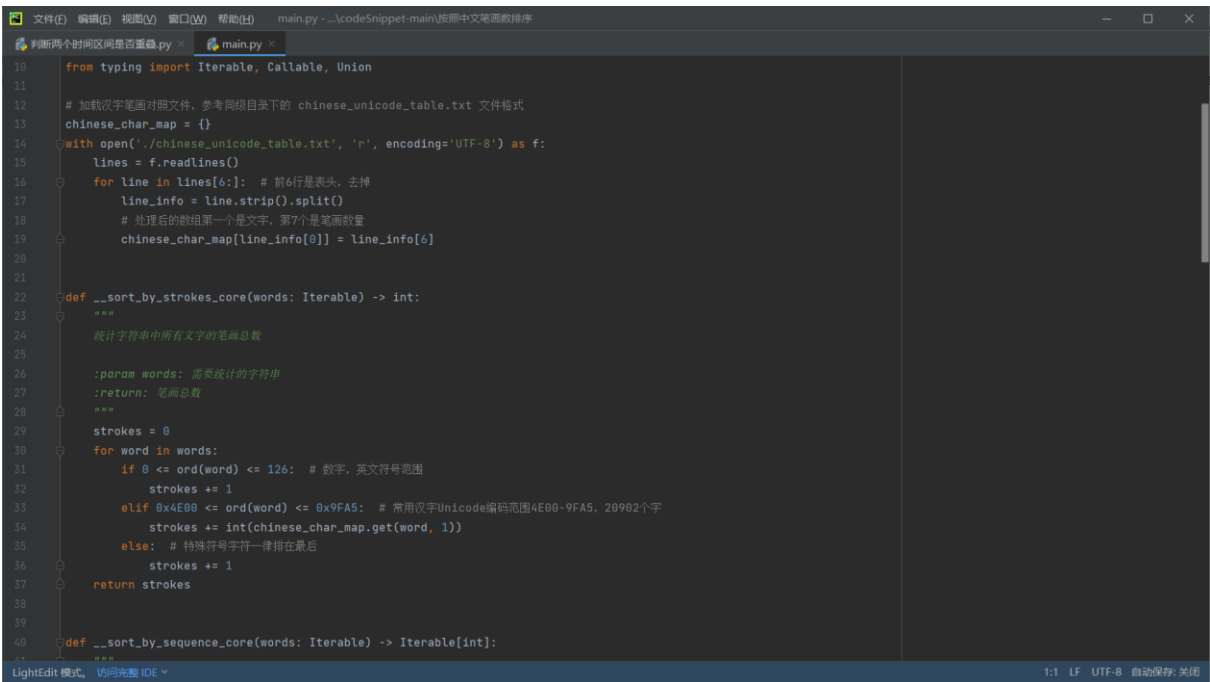 文件(F) 编辑(E) 视图(V) 窗口(W) 帮助(H) main.py - ...\codeSnippet-main\按照中文笔画数排序
判断两个时间区间是否重叠.py × main.py ×
10 from typing import Iterable, Callable, Union
11
12 # 加载汉字笔画对照文件，参考同级目录下的 chinese_unicode_table.txt 文件格式
13 chinese_char_map = {}
14 with open('./chinese_unicode_table.txt', 'r', encoding='UTF-8') as f:
15 lines = f.readlines()
16 for line in lines[6:]: # 前6行是表头，去掉
17 line_info = line.strip().split()
18 # 处理后的数组第一个是文字，第7个是笔画数量
19 chinese_char_map[line_info[0]] = line_info[6]
20
21
22 def __sort_by_strokes_core(words: Iterable) -> int:
23 """
24 统计字符串中所有文字的笔画总数
25
26 :param words: 需要统计的字符串
27 :return: 笔画总数
28 """
29 strokes = 0
30 for word in words:
31 if 0 <= ord(word) <= 126: # 数字，英文符号范围
32 strokes += 1
33 elif 0x4E00 <= ord(word) <= 0x9FA5: # 常用汉字Unicode编码范围4E00-9FA5，20902个字
34 strokes += int(chinese_char_map.get(word, 1))
35 else: # 特殊符号字符一律排在最后
36 strokes += 1
37 return strokes
38
39
40 def __sort_by_sequence_core(words: Iterable) -> Iterable[int]:
41 """
LightEdit 模式。 访问完整 IDE 1:1 LF UTF-8 自动保存: 关闭